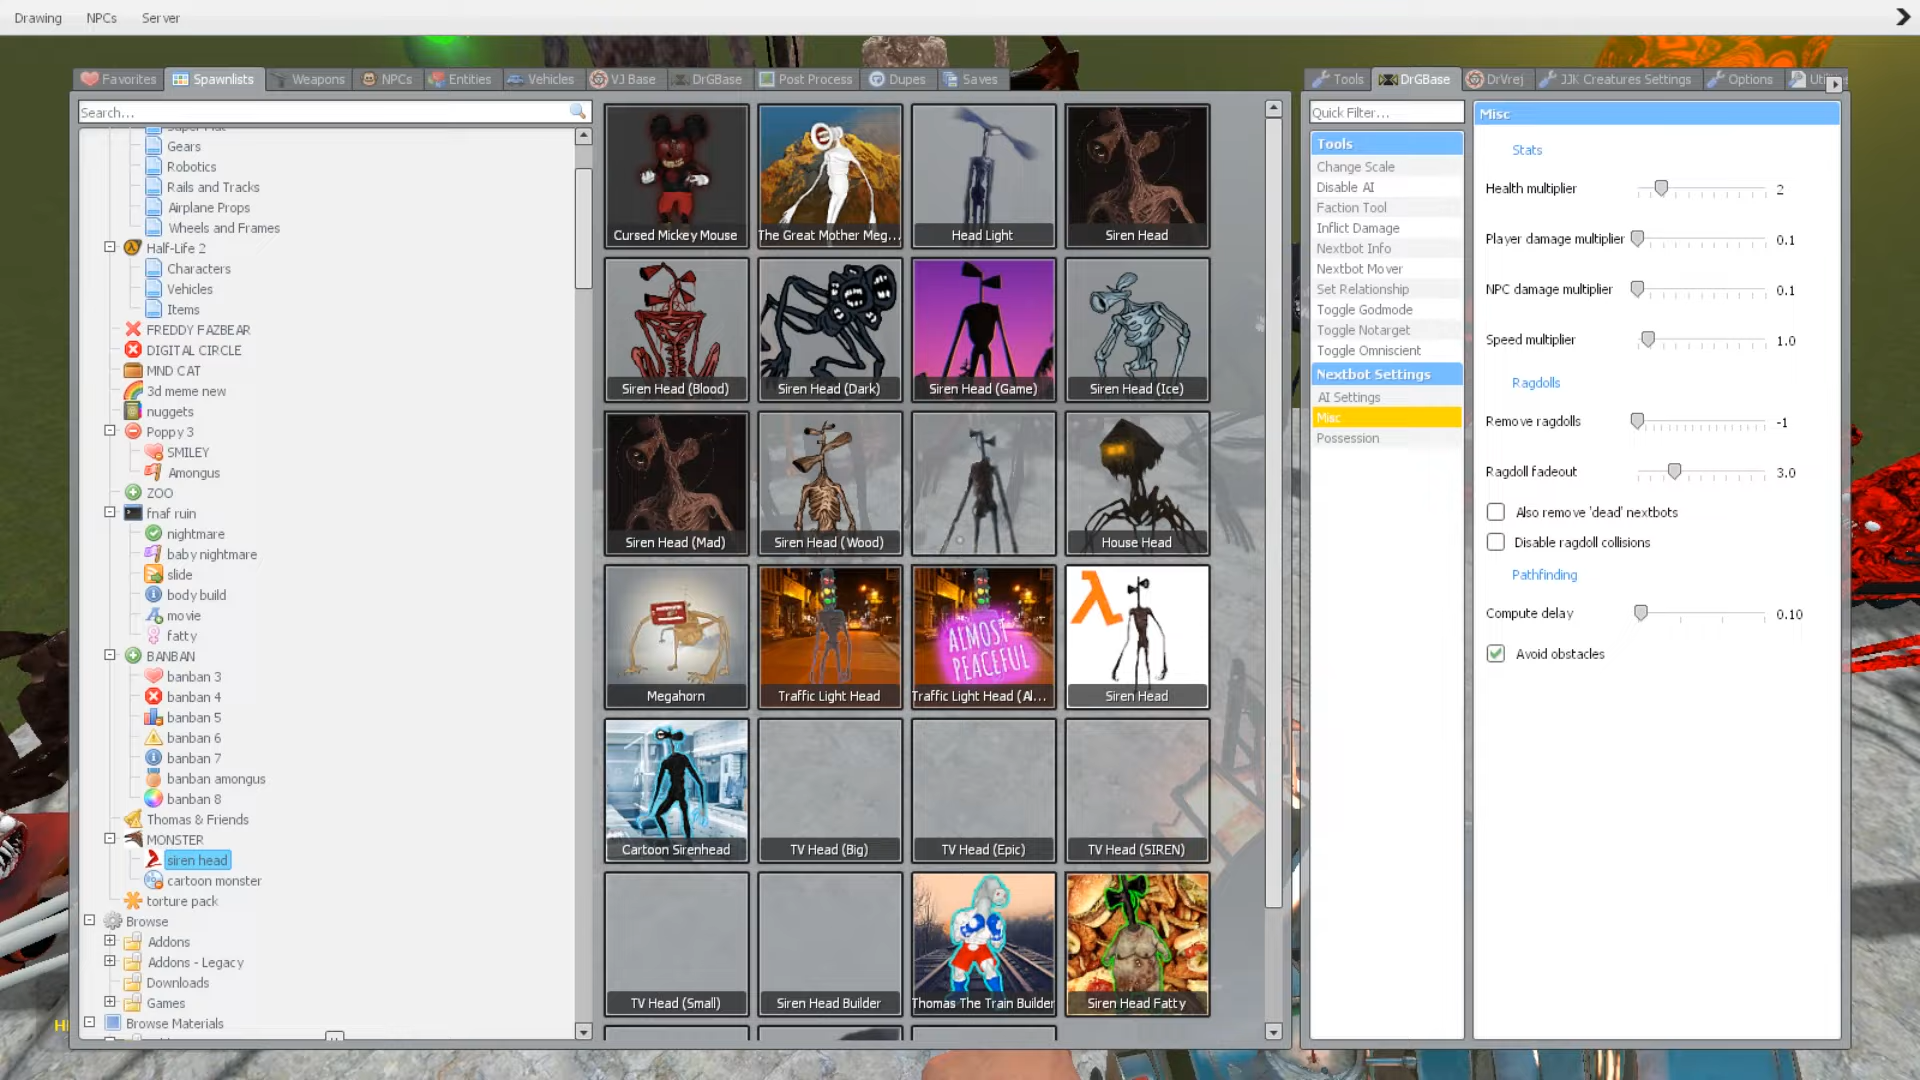 Drawing NPCs Server
Favorites Spawnlists Weapons NPCs Entities Vehicles VJ Base DrGBase Post Process Dupes Saves
Search...
Gears
Robotics
Rails and Tracks
Airplane Props
Wheels and Frames
Half-Life 2
Characters
Vehicles
Items
FREDDY FAZBEAR
DIGITAL CIRCLE
MND CAT
3d meme new
nuggets
Poppy 3
SMILEY
Amongus
ZOO
fnaf ruin
nightmare
baby nightmare
slide
body build
movie
fatty
BANBAN
banban 3
banban 4
banban 5
banban 6
banban 7
banban amongus
banban 8
Thomas & Friends
MONSTER
siren head
cartoon monster
torture pack
Browse
Addons
Addons - Legacy
Downloads
Games
Browse Materials
Cursed Mickey Mouse The Great Mother Meg... Head Light Siren Head
Siren Head (Blood) Siren Head (Dark) Siren Head (Game) Siren Head (Ice)
Siren Head (Mad) Siren Head (Wood) House Head
ALMOST
PEACEFUL
Megahorn Traffic Light Head Traffic Light Head (Al... Siren Head
Cartoon Sirenhead TV Head (Big) TV Head (Epic) TV Head (SIREN)
TV Head (Small) Siren Head Builder Thomas The Train Builder Siren Head Fatty
Tools DrGBase DrVrej JJK Creatures Settings Options
Quick Filter...
Tools
Change Scale
Disable AI
Faction Tool
Inflict Damage
Nextbot Info
Nextbot Mover
Set Relationship
Toggle Godmode
Toggle Notarget
Toggle Omniscient
Nextbot Settings
AI Settings
Misc
Possession
Misc
Stats
Health multiplier 2
Player damage multiplier 0.1
NPC damage multiplier 0.1
Speed multiplier 1.0
Ragdolls
Remove ragdolls -1
Ragdoll fadeout 3.0
Also remove 'dead' nextbots
Disable ragdoll collisions
Pathfinding
Compute delay 0.10
Avoid obstacles